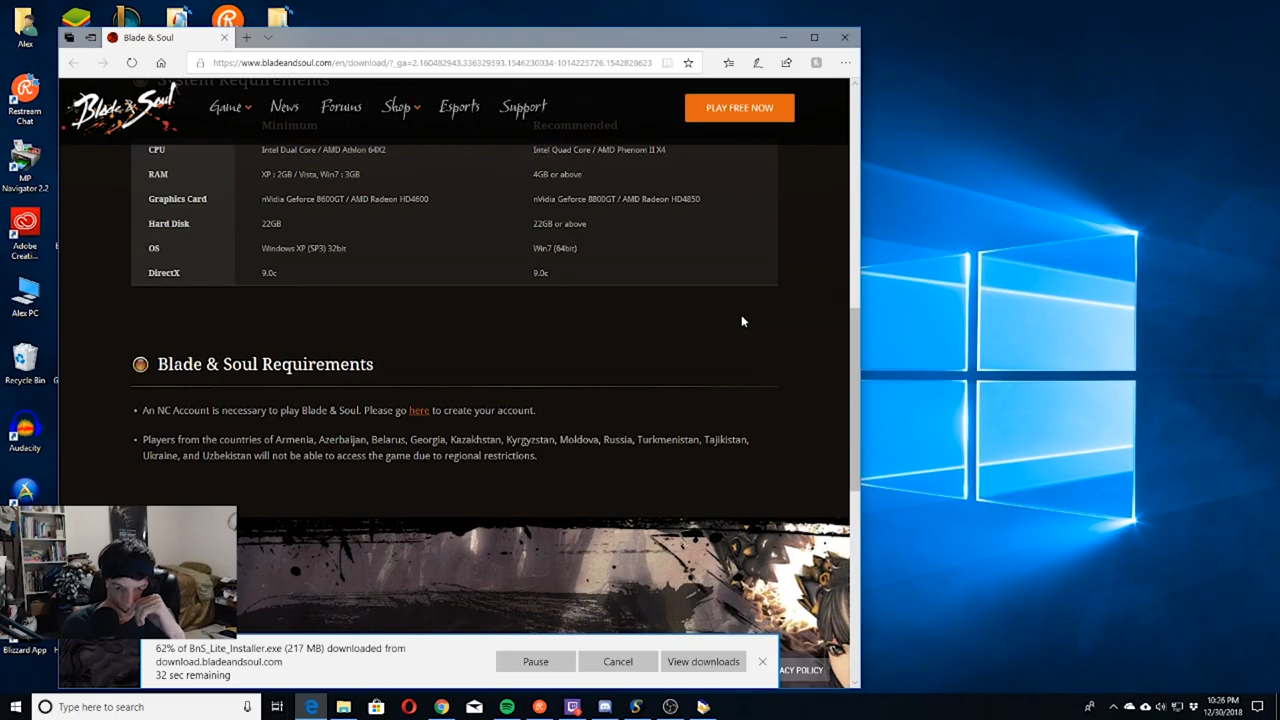 Alex
Restream
Chat
MP
Navigator 2.2
Adobe
Creati...
Alex PC
Recycle Bin
Audacity
Blizzard App
Blade & Soul
https://www.bladeandsoul.com/en/download/?_ga=2.160482943.336329593.1546230034-1014225726.1542828623
System Requirements
Blade & Soul
Game
News
Forums
Shop
Esports
Support
PLAY FREE NOW
Minimum
Recommended
CPU
Intel Dual Core / AMD Athlon 64X2
Intel Quad Core / AMD Phenom II X4
RAM
XP : 2GB / Vista, Win7 : 3GB
4GB or above
Graphics Card
nVidia Geforce 8600GT / AMD Radeon HD4600
nVidia Geforce 8800GT / AMD Radeon HD4850
Hard Disk
22GB
22GB or above
OS
Windows XP (SP3) 32bit
Win7 (64bit)
DirectX
9.0c
9.0c
Blade & Soul Requirements
• An NC Account is necessary to play Blade & Soul. Please go here to create your account.
• Players from the countries of Armenia, Azerbaijan, Belarus, Georgia, Kazakhstan, Kyrgyzstan, Moldova, Russia, Turkmenistan, Tajikistan,
Ukraine, and Uzbekistan will not be able to access the game due to regional restrictions.
62% of BnS_Lite_Installer.exe (217 MB) downloaded from
download.bladeandsoul.com
32 sec remaining
Pause
Cancel
View downloads
ACY POLICY
Type here to search
10:26 PM
12/30/2018